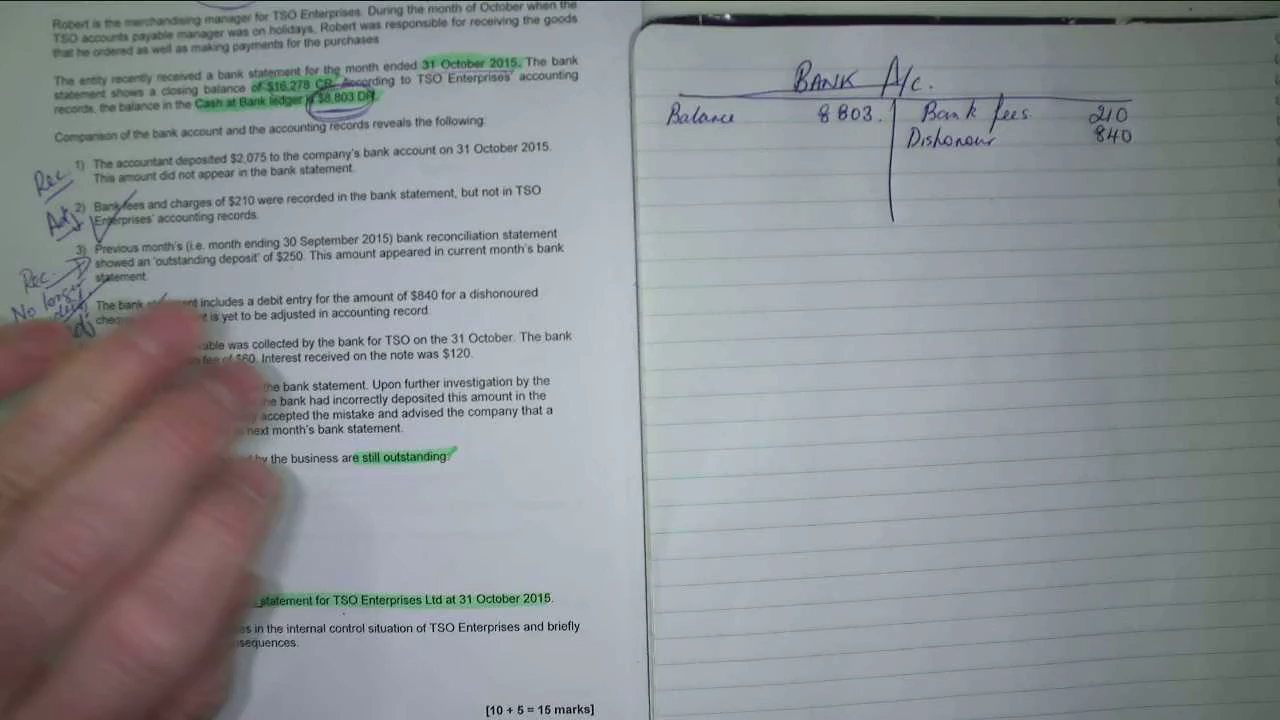 Robert is the merchandising manager for TSO Enterprises. During the month of October when the
TSO accounts payable manager was on holidays, Robert was responsible for receiving the goods
that he ordered as well as making payments for the purchases
The entity recently received a bank statement for the month ended 31 October 2015. The bank
statement shows a closing balance of $16,278 CR. According to TSO Enterprises' accounting
records, the balance in the Cash at Bank ledger is $8,803 DR.
Comparison of the bank account and the accounting records reveals the following:
Rec
1) The accountant deposited $2,075 to the company's bank account on 31 October 2015.
This amount did not appear in the bank statement.
Adj
2) Bank fees and charges of $210 were recorded in the bank statement, but not in TSO
Enterprises' accounting records.
3) Previous month's (i.e. month ending 30 September 2015) bank reconciliation statement
showed an 'outstanding deposit' of $250. This amount appeared in current month's bank
statement.
Rec.
No longer
The bank includes a debit entry for the amount of $840 for a dishonoured
is yet to be adjusted in accounting record.
was collected by the bank for TSO on the 31 October. The bank
fee of $60. Interest received on the note was $120.
the bank statement. Upon further investigation by the
bank had incorrectly deposited this amount in the
accepted the mistake and advised the company that a
next month's bank statement.
by the business are still outstanding:
statement for TSO Enterprises Ltd at 31 October 2015.
in the internal control situation of TSO Enterprises and briefly
[10 + 5 = 15 marks]
BANK A/c.
Balance 8803. Bank fees 210
Dishonour 840